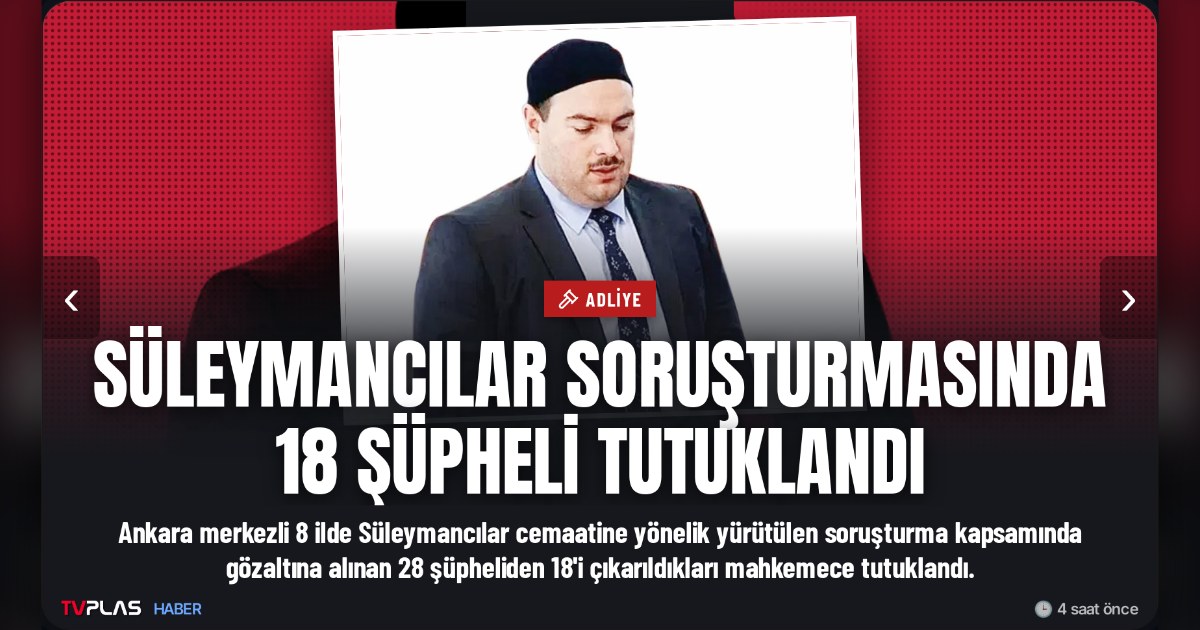 ADLİYE
SÜLEYMANCILAR SORUŞTURMASINDA
18 ŞÜPHELİ TUTUKLANDI
Ankara merkezli 8 ilde Süleymancılar cemaatine yönelik yürütülen soruşturma kapsamında
gözaltına alınan 28 şüpheliden 18'i çıkarıldıkları mahkemece tutuklandı.
TVPLAS HABER
4 saat önce